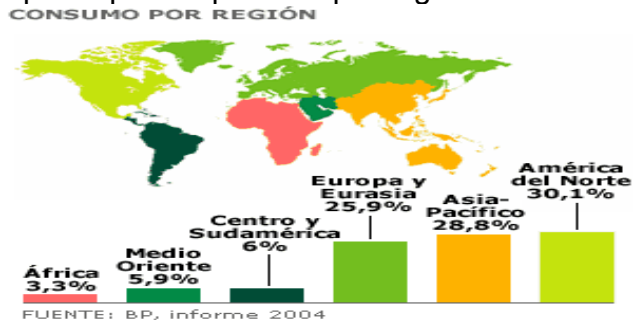 CONSUMO POR REGIÓN
África
3,3%
Medio
Oriente
5,9%
Centro y
Sudamérica
6%
Europa y
Eurasia
25,9%
Asia-
Pacífico
28,8%
América
del Norte
30,1%
FUENTE: BP, informe 2004